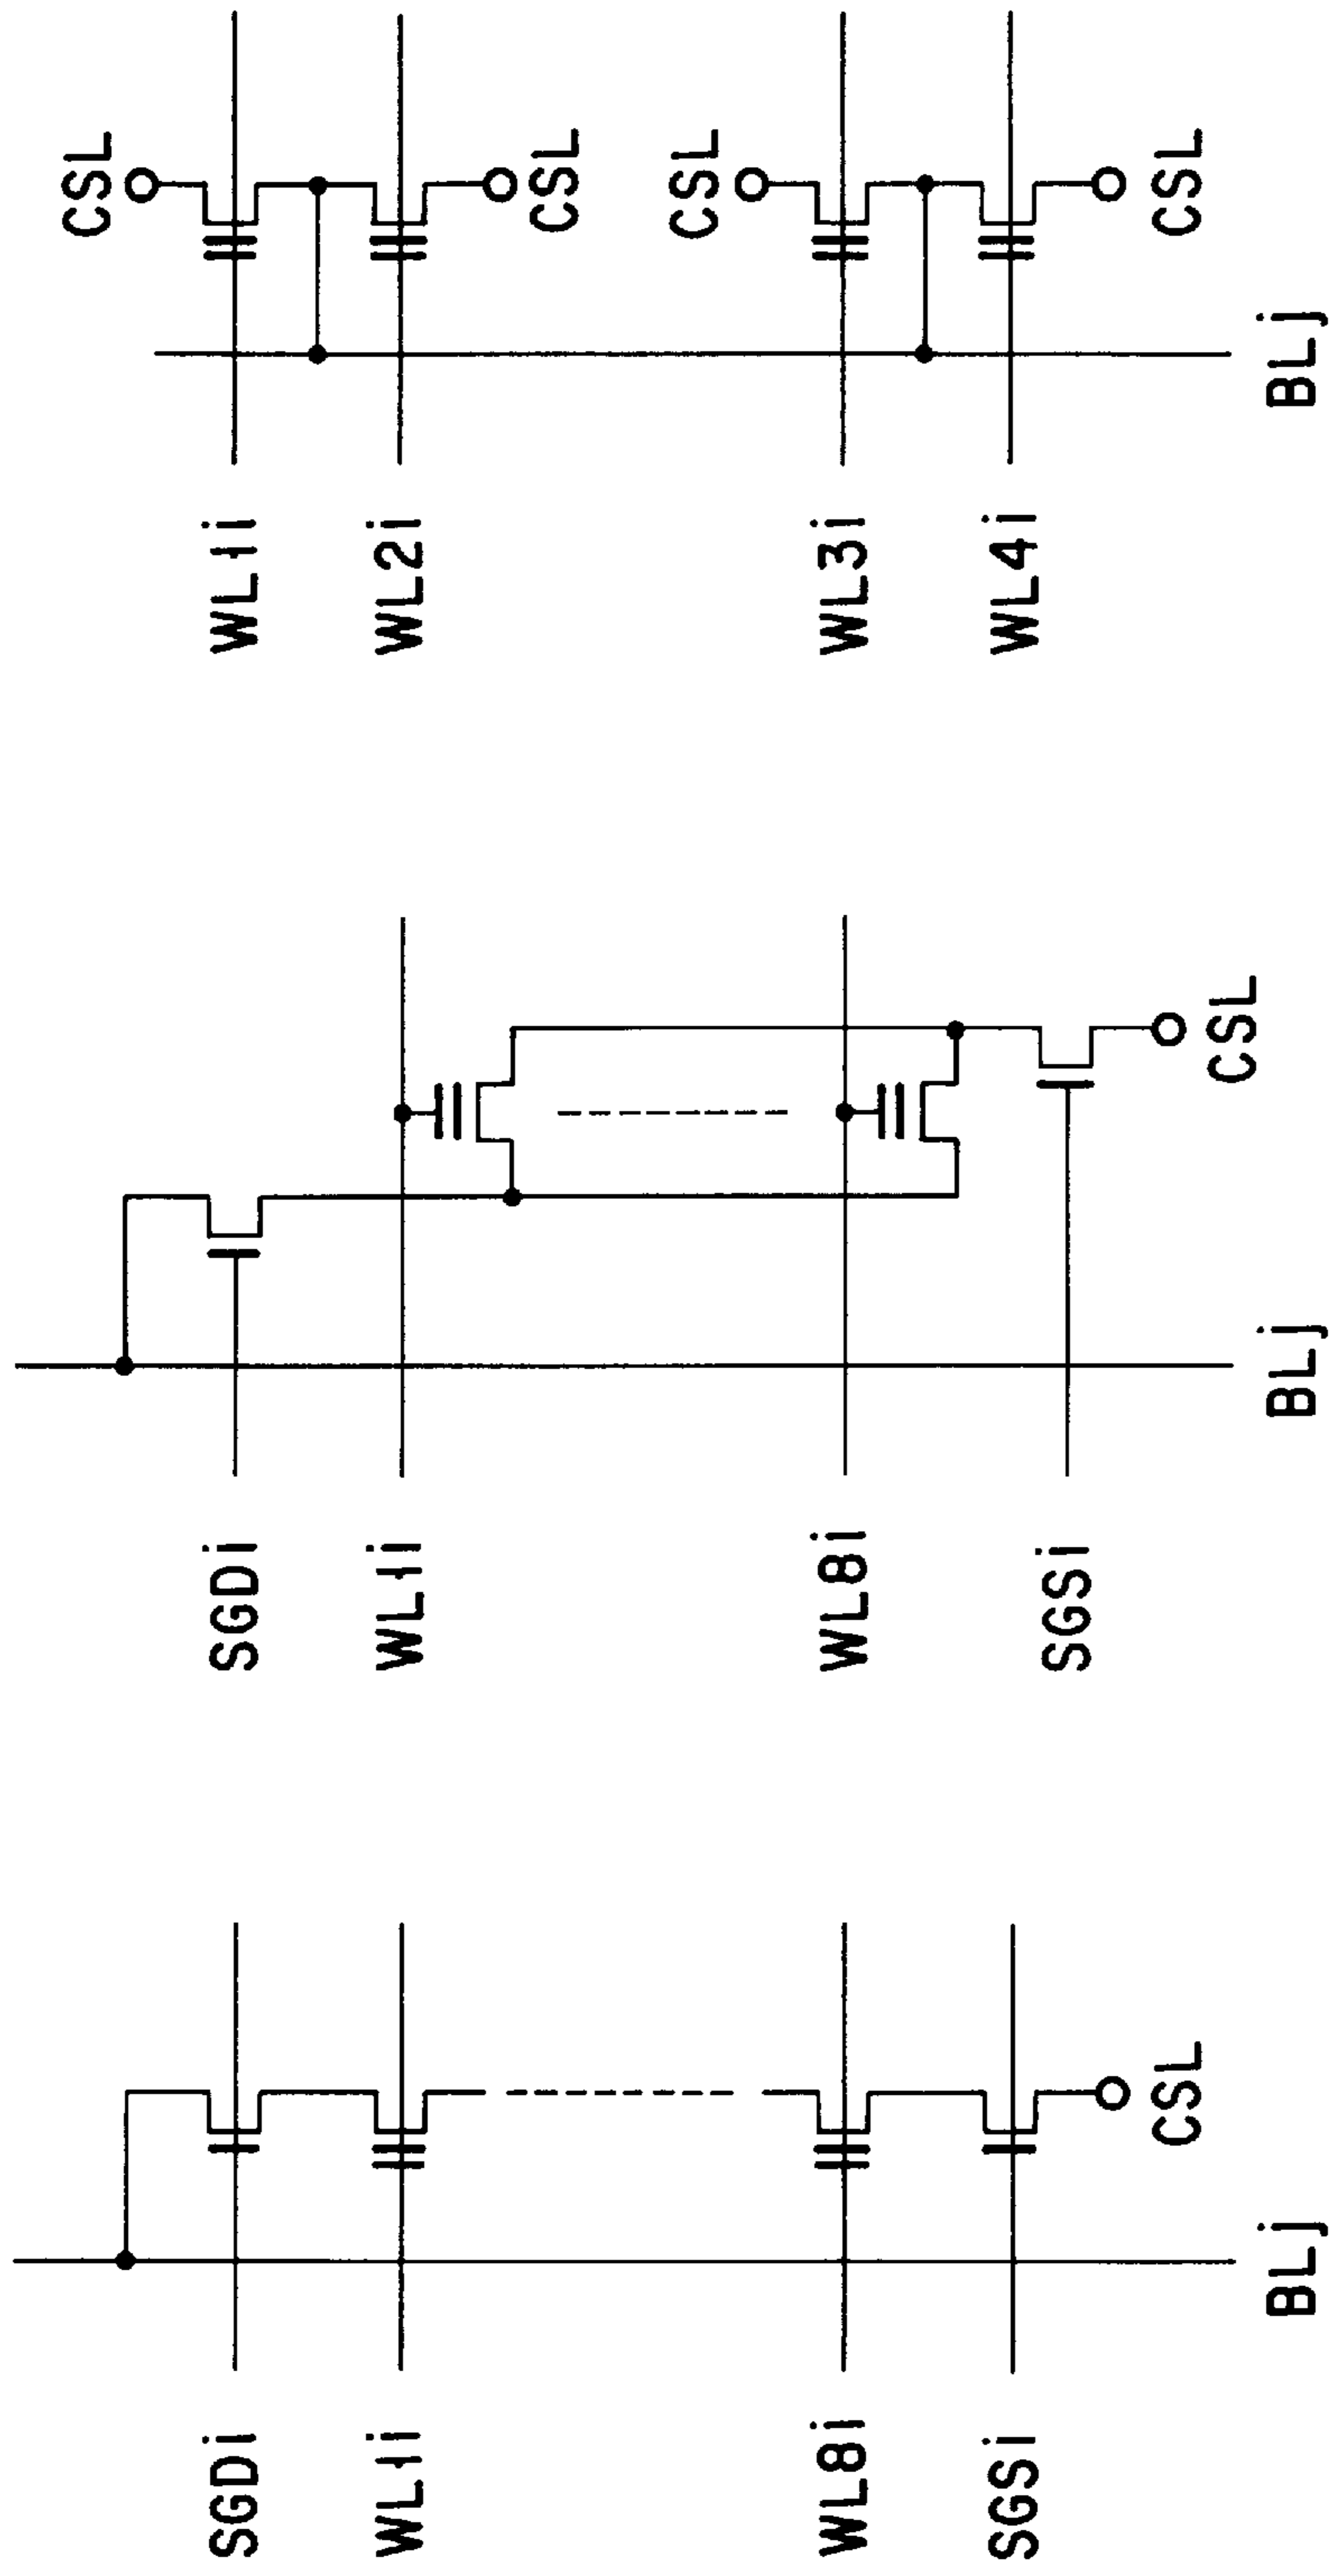 CSL
WL1i
WL2i
CSL
CSL
WL3i
WL4i
CSL
BLj
SGDi
WL1i
WL8i
SGSi
CSL
BLj
SGDi
WL1i
WL8i
SGSi
CSL
BLj